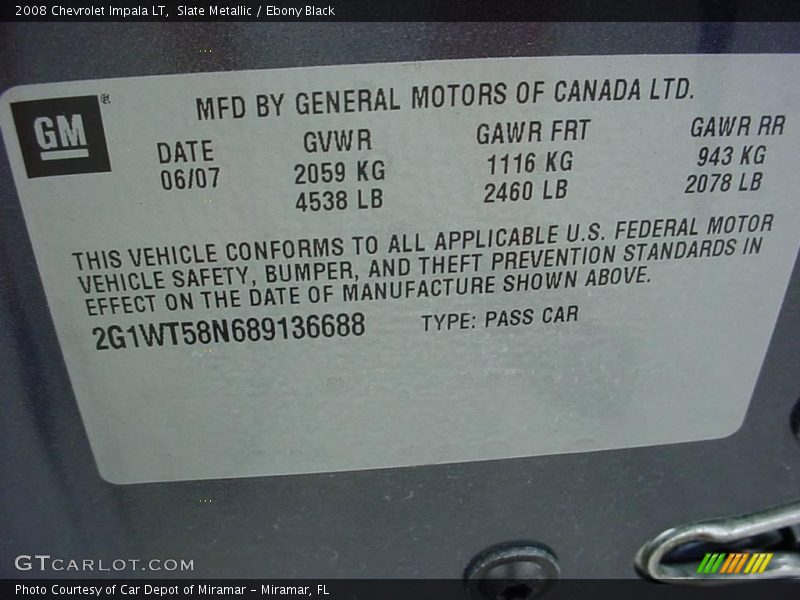 2008 Chevrolet Impala LT, Slate Metallic / Ebony Black
GM ®
MFD BY GENERAL MOTORS OF CANADA LTD.
DATE GVWR GAWR FRT GAWR RR
06/07 2059 KG 1116 KG 943 KG
4538 LB 2460 LB 2078 LB
THIS VEHICLE CONFORMS TO ALL APPLICABLE U.S. FEDERAL MOTOR
VEHICLE SAFETY, BUMPER, AND THEFT PREVENTION STANDARDS IN
EFFECT ON THE DATE OF MANUFACTURE SHOWN ABOVE.
2G1WT58N689136688 TYPE: PASS CAR
GTCARLOT.COM
Photo Courtesy of Car Depot of Miramar - Miramar, FL